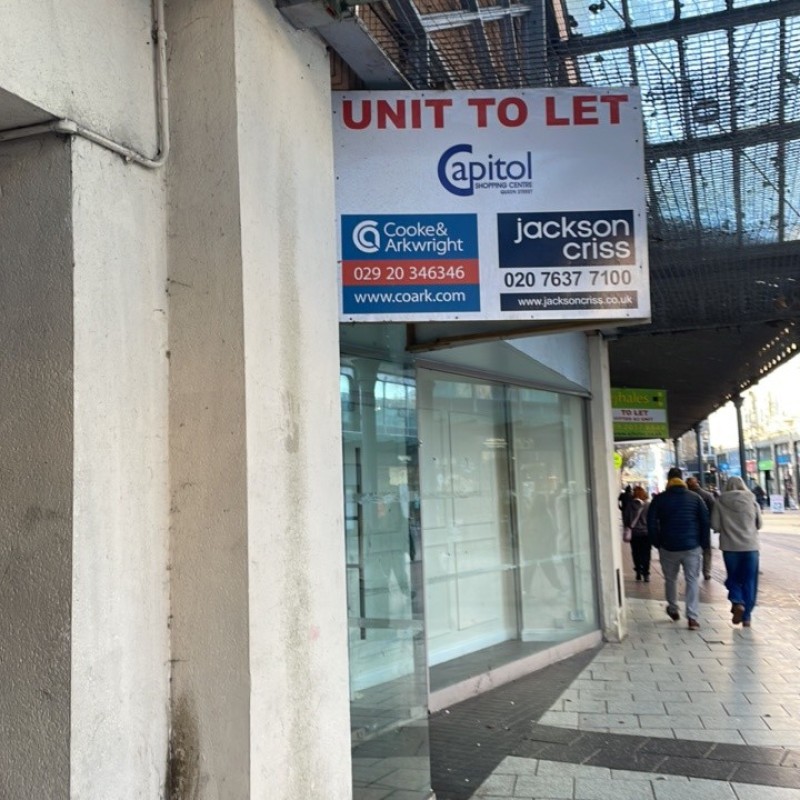 UNIT TO LET
Capitol
SHOPPING CENTRE
QUEEN STREET
Cooke&
Arkwright
029 20 346346
www.coark.com
jackson
criss
020 7637 7100
www.jacksoncriss.co.uk
hales
TO LET